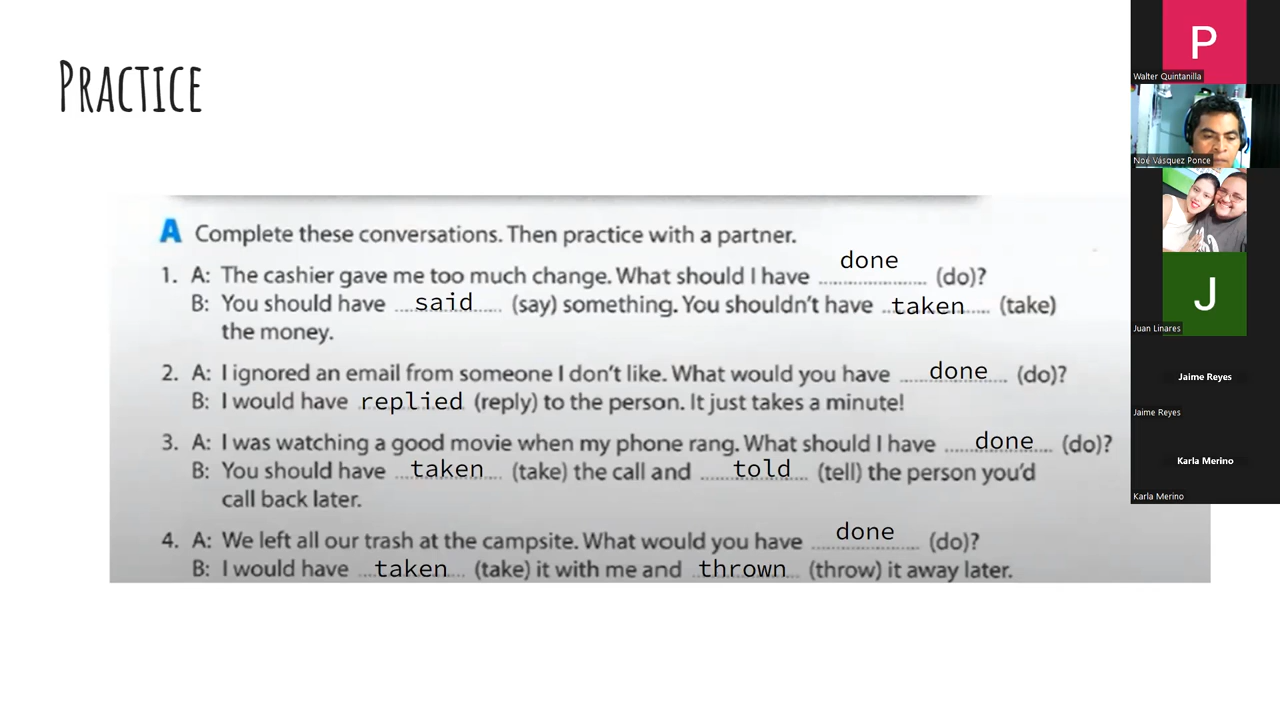 PRACTICE
A Complete these conversations. Then practice with a partner.
1. A: The cashier gave me too much change. What should I have done (do)?
B: You should have said (say) something. You shouldn't have taken (take)
the money.
2. A: I ignored an email from someone I don't like. What would you have done (do)?
B: I would have replied (reply) to the person. It just takes a minute!
3. A: I was watching a good movie when my phone rang. What should I have done (do)?
B: You should have taken (take) the call and told (tell) the person you'd
call back later.
4. A: We left all our trash at the campsite. What would you have done (do)?
B: I would have taken (take) it with me and thrown (throw) it away later.
P
Walter Quintanilla
Noé Vásquez Ponce
J
Juan Linares
Jaime Reyes
Jaime Reyes
Karla Merino
Karla Merino